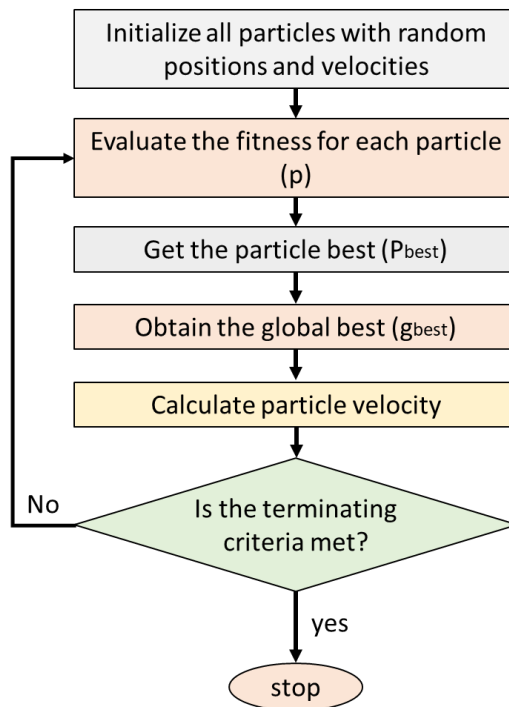 Initialize all particles with random
positions and velocities
Evaluate the fitness for each particle
(p)
Get the particle best (Pbest)
Obtain the global best (gbest)
Calculate particle velocity
Is the terminating
criteria met?
No
yes
stop